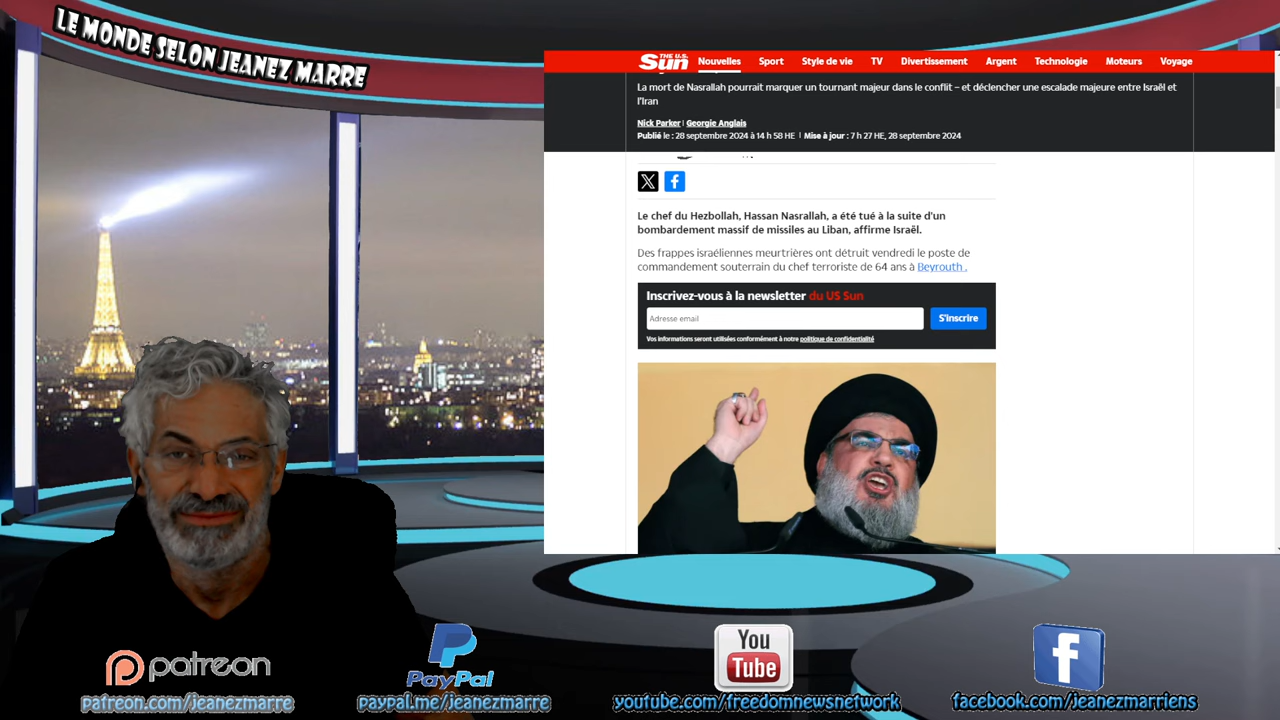 LE MONDE SELON JEANEZ MARRE
THE U.S. Sun
Nouvelles Sport Style de vie TV Divertissement Argent Technologie Moteurs Voyage
La mort de Nasrallah pourrait marquer un tournant majeur dans le conflit – et déclencher une escalade majeure entre Israël et
l'Iran
Nick Parker | Georgie Anglais
Publié le : 28 septembre 2024 à 14 h 58 HE | Mise à jour : 7 h 27 HE, 28 septembre 2024
Le chef du Hezbollah, Hassan Nasrallah, a été tué à la suite d'un
bombardement massif de missiles au Liban, affirme Israël.
Des frappes israéliennes meurtrières ont détruit vendredi le poste de
commandement souterrain du chef terroriste de 64 ans à Beyrouth .
Inscrivez-vous à la newsletter du US Sun
Adresse email
S'inscrire
Vos informations seront utilisées conformément à notre politique de confidentialité
patreon
PayPal
You
Tube
patreon.com/jeanezmarre
paypal.me/jeanezmarre
youtube.com/freedomnewsnetwork
facebook.com/jeanezmarriens